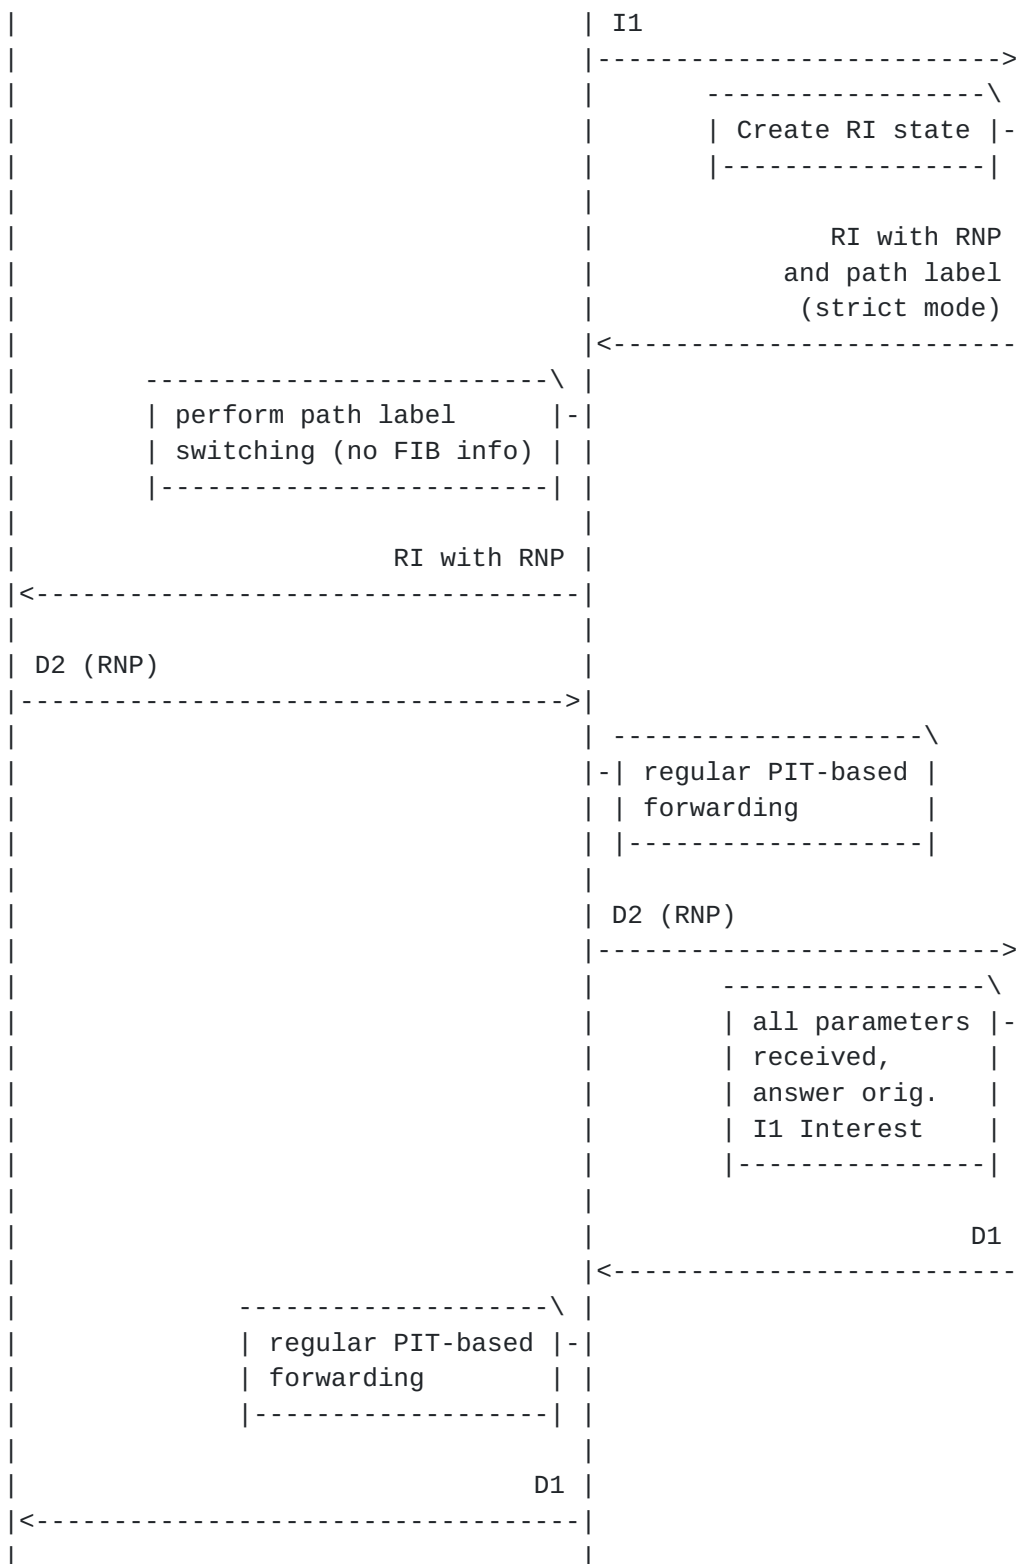 I1
Create RI state
RI with RNP
and path label
(strict mode)
perform path label
switching (no FIB info)
RI with RNP
D2 (RNP)
regular PIT-based
forwarding
D2 (RNP)
all parameters
received,
answer orig.
I1 Interest
D1
regular PIT-based
forwarding
D1